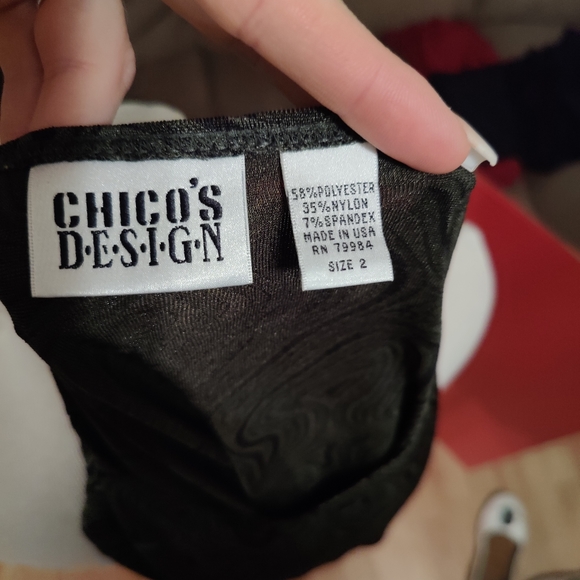 CHICO'S
D·E·S·I·G·N
58%POLYESTER
35%NYLON
7%SPANDEX
MADE IN USA
RN 79984
SIZE 2